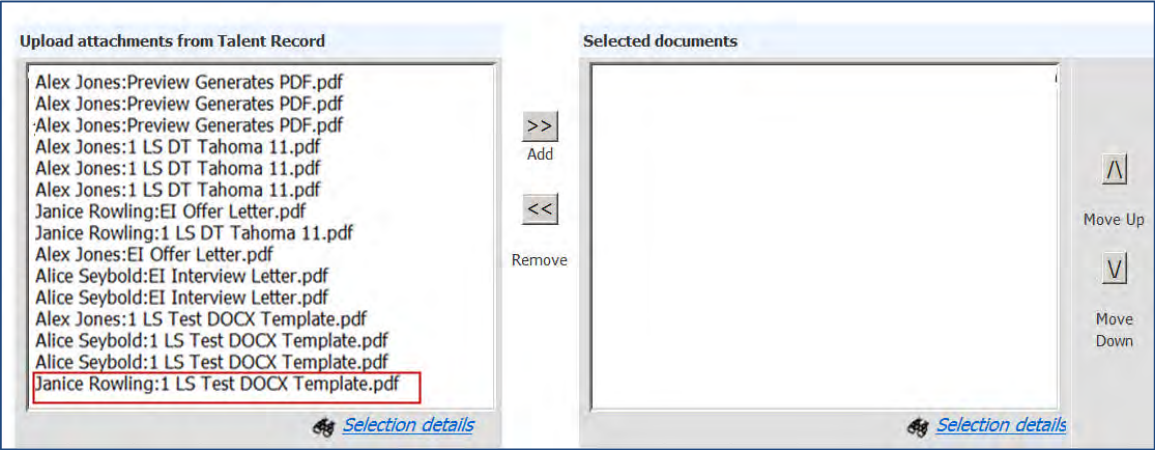 Upload attachments from Talent Record
Alex Jones:Preview Generates PDF.pdf
Alex Jones:Preview Generates PDF.pdf
Alex Jones:Preview Generates PDF.pdf
Alex Jones:1 LS DT Tahoma 11.pdf
Alex Jones:1 LS DT Tahoma 11.pdf
Alex Jones:1 LS DT Tahoma 11.pdf
Janice Rowling:EI Offer Letter.pdf
Janice Rowling:1 LS DT Tahoma 11.pdf
Alex Jones:EI Offer Letter.pdf
Alice Seybold:EI Interview Letter.pdf
Alice Seybold:EI Interview Letter.pdf
Alex Jones:1 LS Test DOCX Template.pdf
Alice Seybold:1 LS Test DOCX Template.pdf
Alice Seybold:1 LS Test DOCX Template.pdf
Janice Rowling:1 LS Test DOCX Template.pdf
Selection details
>>
Add
<<
Remove
Selected documents
Selection details
/\
Move Up
\/
Move
Down